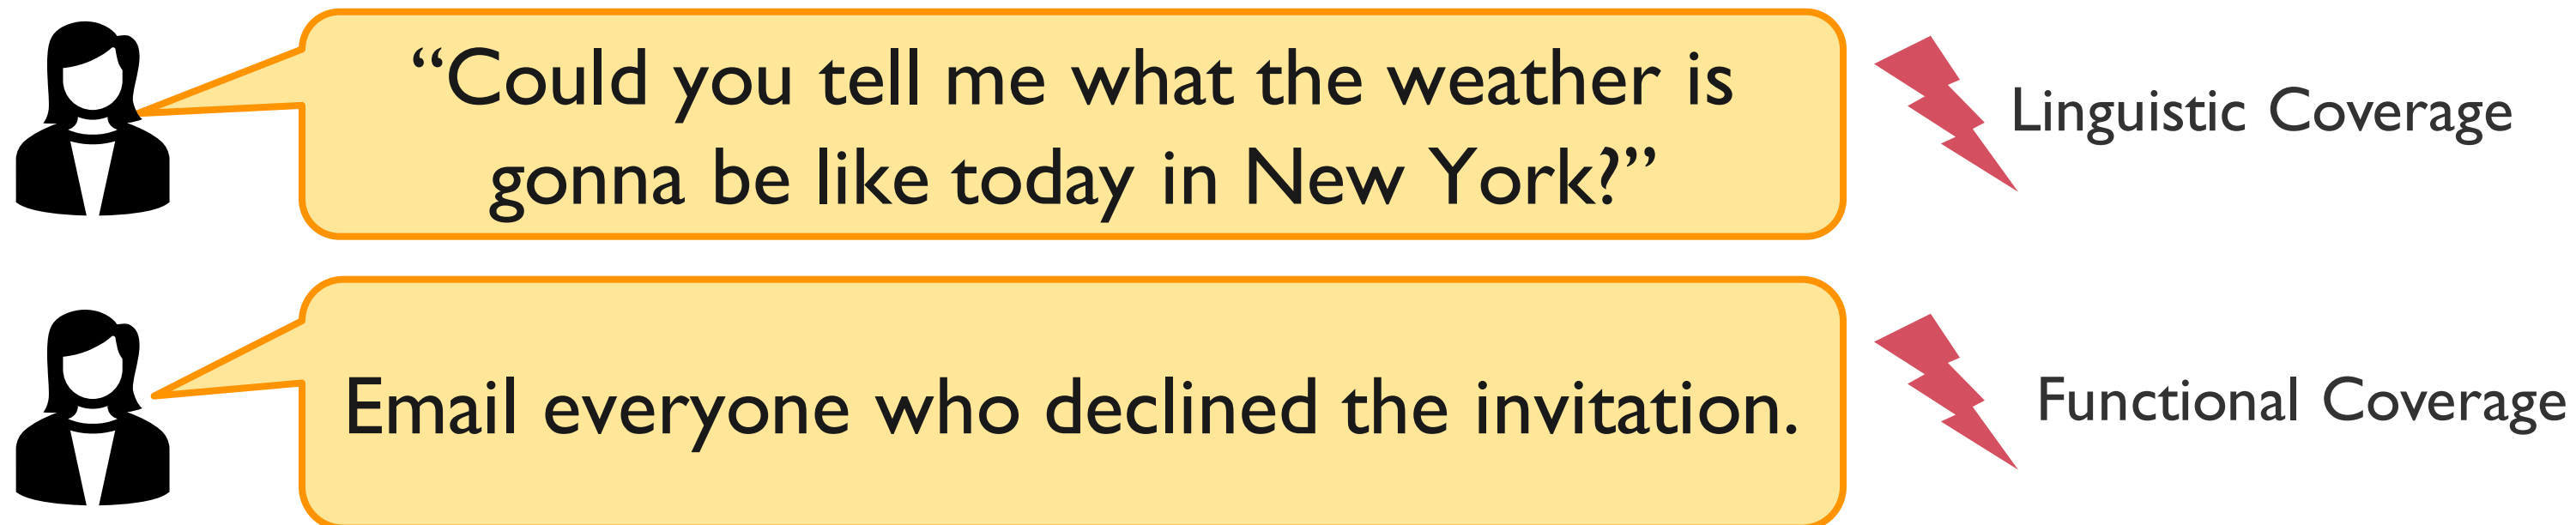 “Could you tell me what the weather is
gonna be like today in New York?”
Linguistic Coverage
Email everyone who declined the invitation.
Functional Coverage